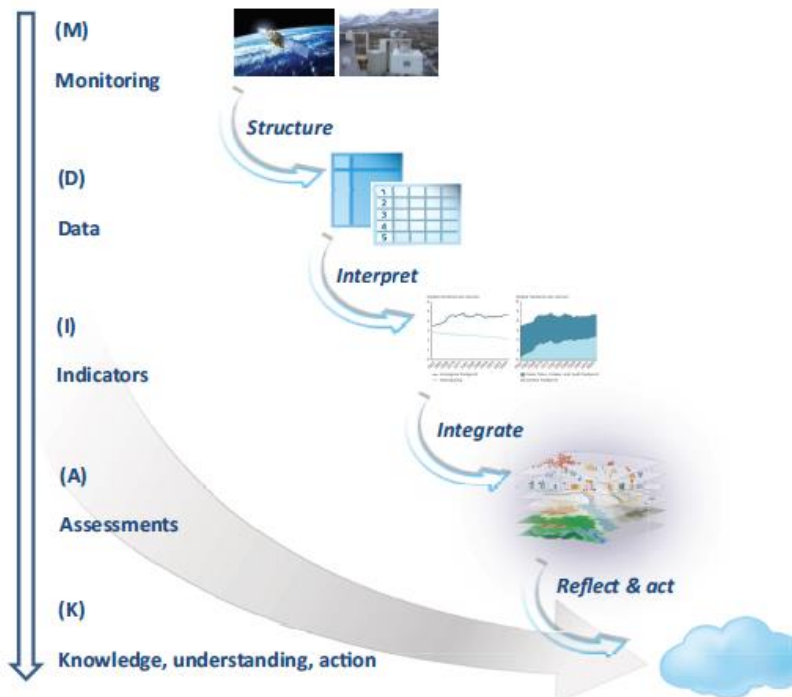 (M)
Monitoring
Structure
(D)
Data
1
2
3
4
5
Interpret
(I)
Indicators
Integrate
(A)
Assessments
Reflect & act
(K)
Knowledge, understanding, action